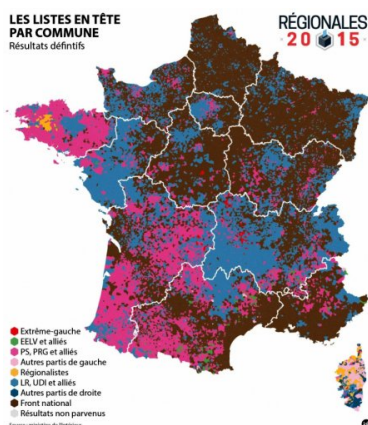 LES LISTES EN TÊTE
PAR COMMUNE
Résultats défintifs
RÉGIONALES
2015
Extrême-gauche
EELV et alliés
PS, PRG et alliés
Autres partis de gauche
Régionalistes
LR, UDI et alliés
Autres partis de droite
Front national
Résultats non parvenus